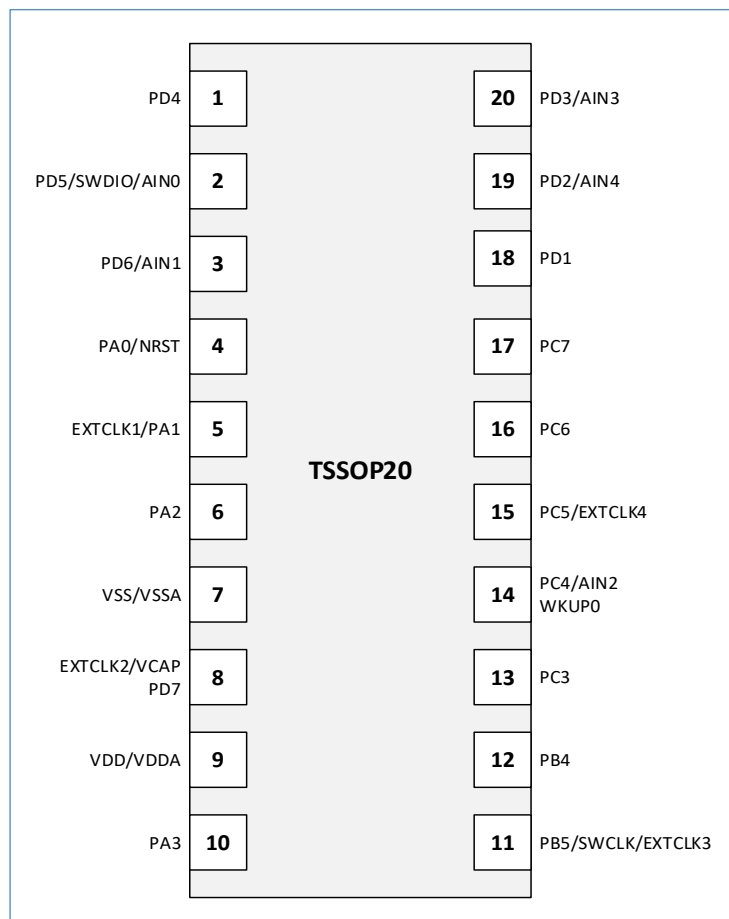 PD4 1 20 PD3/AIN3
PD5/SWDIO/AIN0 2 19 PD2/AIN4
PD6/AIN1 3 18 PD1
PA0/NRST 4 17 PC7
EXTCLK1/PA1 5 16 PC6
TSSOP20
PA2 6 15 PC5/EXTCLK4
VSS/VSSA 7 14 PC4/AIN2
WKUP0
EXTCLK2/VCAP
PD7 8 13 PC3
VDD/VDDA 9 12 PB4
PA3 10 11 PB5/SWCLK/EXTCLK3